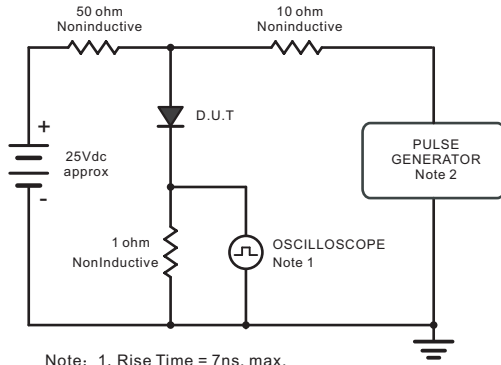 50 ohm
Noninductive
10 ohm
Noninductive
D.U.T
+
25Vdc
approx
-
PULSE
GENERATOR
Note 2
1 ohm
NonInductive
OSCILLOSCOPE
Note 1
Note: 1. Rise Time = 7ns, max.